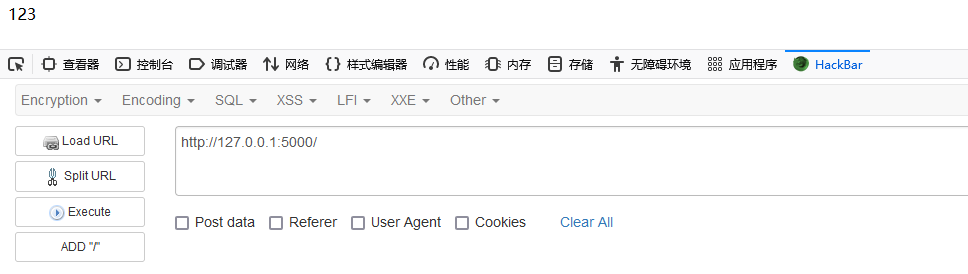 123
查看器 控制台 调试器 网络 样式编辑器 性能 内存 存储 无障碍环境 应用程序 HackBar
Encryption Encoding SQL XSS LFI XXE Other
Load URL
http://127.0.0.1:5000/
Split URL
Execute
Post data Referer User Agent Cookies Clear All
ADD "/"